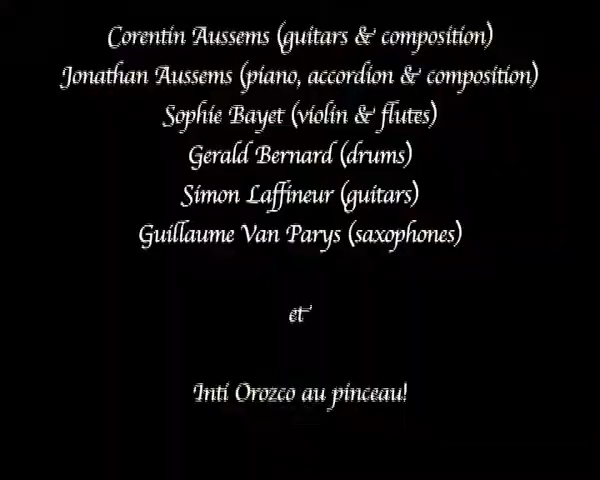 Corentin Aussems (guitars & composition)
Jonathan Aussems (piano, accordion & composition)
Sophie Bayet (violin & flutes)
Gerald Bernard (drums)
Simon Laffineur (guitars)
Guillaume Van Parys (saxophones)
et
Inti Orozco au pinceau!